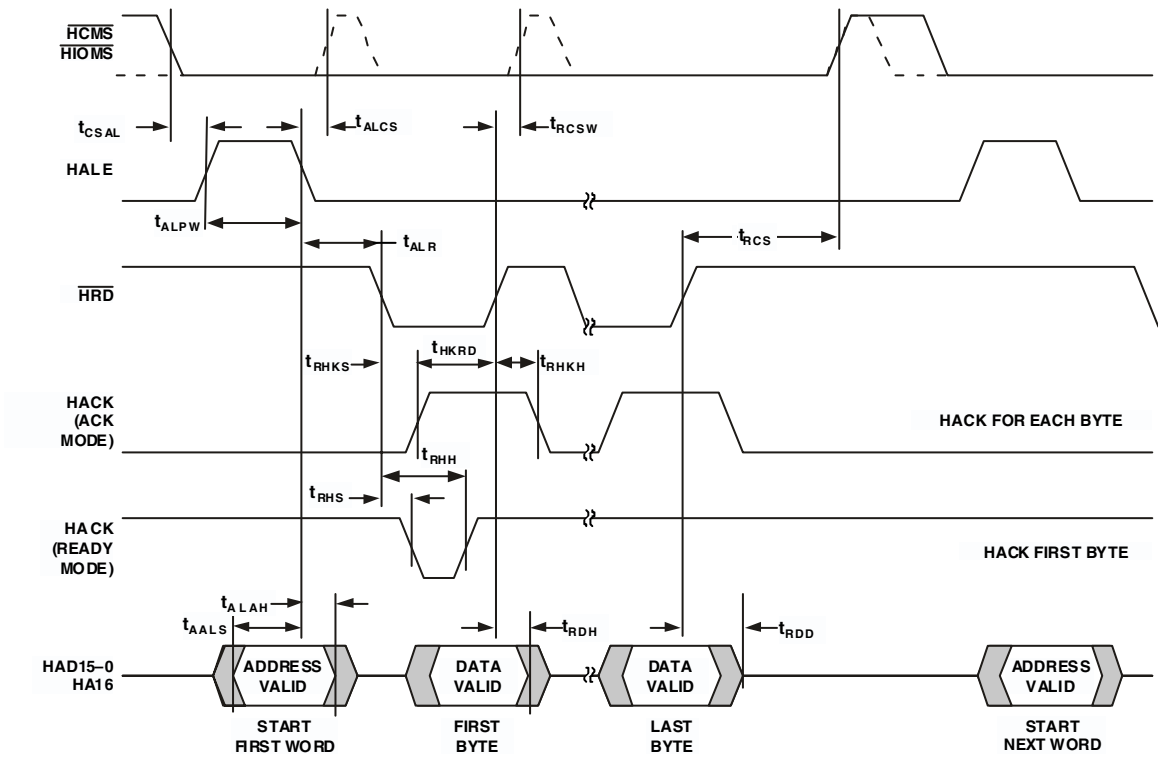 HCMS
HIOMS
tCSAL
tALCS
tRCSW
HALE
tALPW
tALR
tRCS
HRD
tRHKS
tHKRD
tRHKH
HACK
(ACK
MODE)
HACK FOR EACH BYTE
tRHH
tRHS
HACK
(READY
MODE)
HACK FIRST BYTE
tALAH
tAALS
tRDH
tRDD
HAD15–0
HA16
ADDRESS
VALID
DATA
VALID
DATA
VALID
ADDRESS
VALID
START
FIRST WORD
FIRST
BYTE
LAST
BYTE
START
NEXT WORD